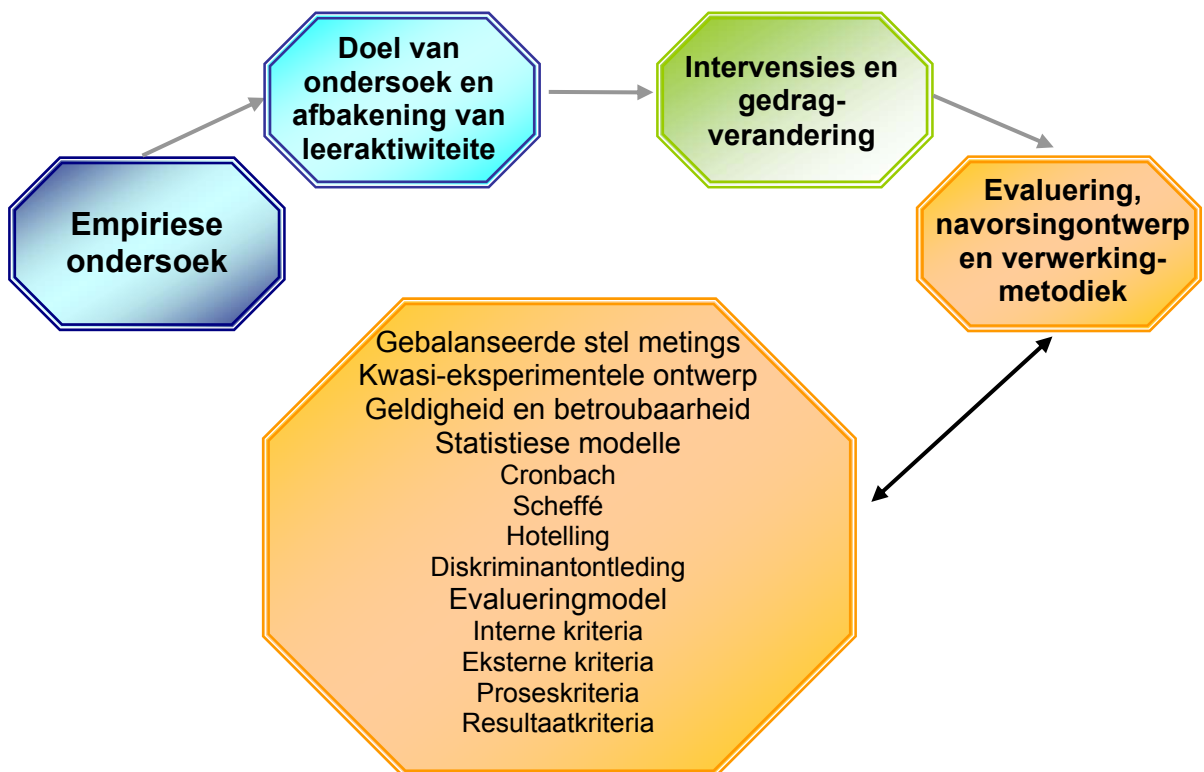 Empiriese
ondersoek
Doel van
ondersoek en
afbakening van
leeraktiwiteite
Intervensies en
gedrag-
verandering
Evaluering,
navorsingontwerp
en verwerking-
metodiek
Gebalanseerde stel metings
Kwasi-eksperimentele ontwerp
Geldigheid en betroubaarheid
Statistiese modelle
Cronbach
Scheffé
Hotelling
Diskriminantontleding
Evalueringmodel
Interne kriteria
Eksterne kriteria
Proseskriteria
Resultaatkriteria